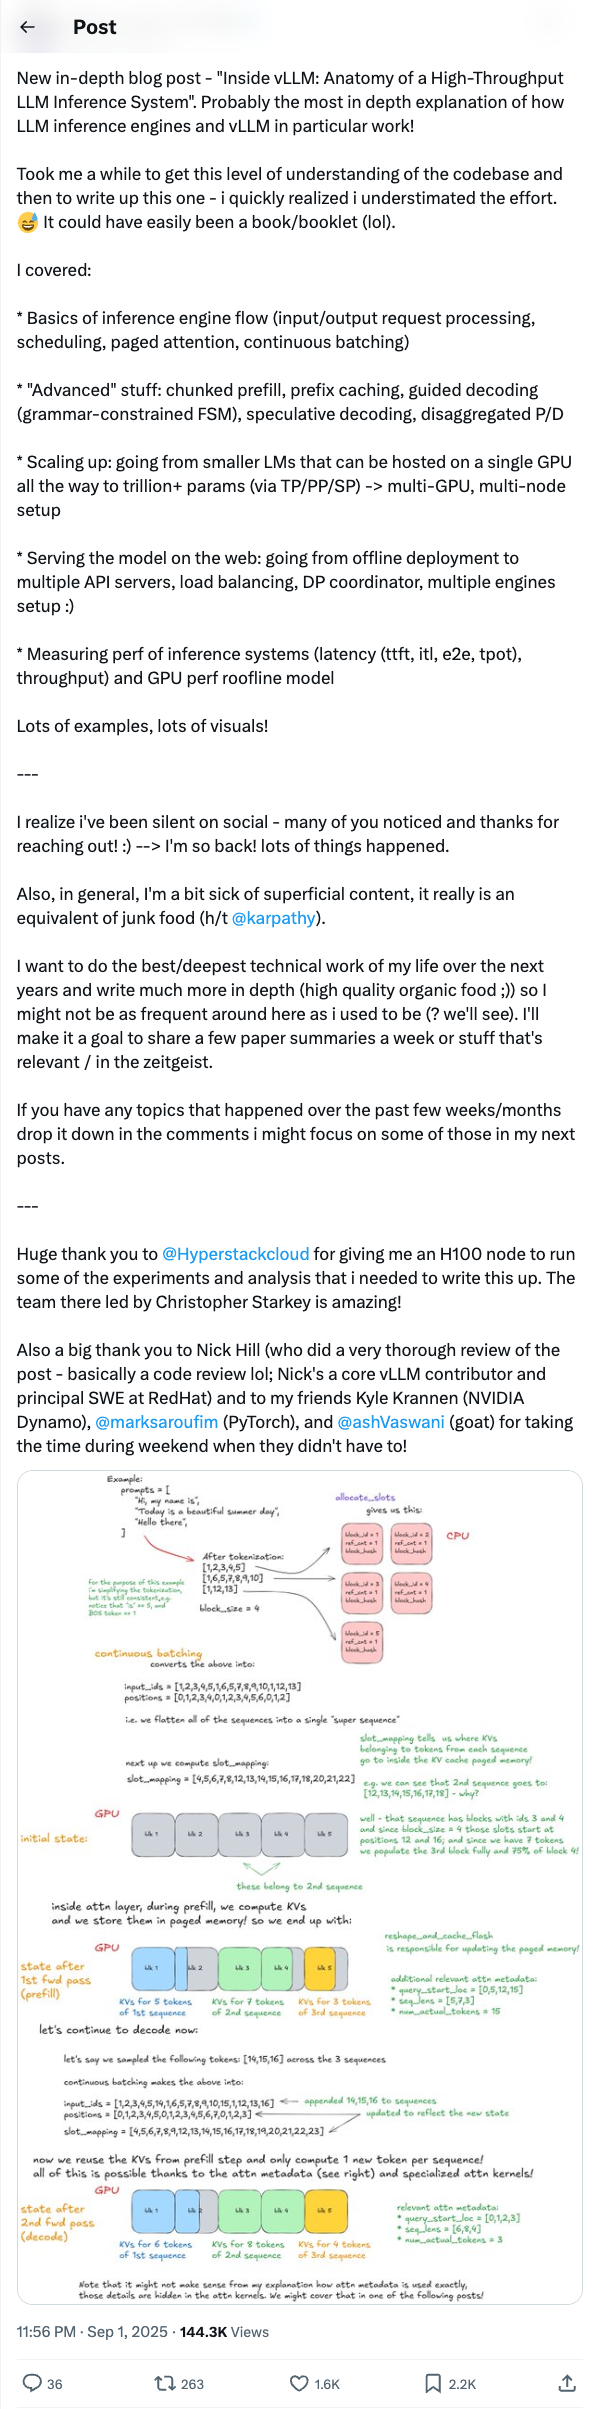 Post
New in-depth blog post - "Inside vLLM: Anatomy of a High-Throughput
LLM Inference System". Probably the most in depth explanation of how
LLM inference engines and vLLM in particular work!
Took me a while to get this level of understanding of the codebase and
then to write up this one - i quickly realized i understimated the effort.
😅 It could have easily been a book/booklet (lol).
I covered:
* Basics of inference engine flow (input/output request processing,
scheduling, paged attention, continuous batching)
* "Advanced" stuff: chunked prefill, prefix caching, guided decoding
(grammar-constrained FSM), speculative decoding, disaggregated P/D
* Scaling up: going from smaller LMs that can be hosted on a single GPU
all the way to trillion+ params (via TP/PP/SP) -> multi-GPU, multi-node
setup
* Serving the model on the web: going from offline deployment to
multiple API servers, load balancing, DP coordinator, multiple engines
setup :)
* Measuring perf of inference systems (latency (ttft, itl, e2e, tpot),
throughput) and GPU perf roofline model
Lots of examples, lots of visuals!
---
I realize i've been silent on social - many of you noticed and thanks for
reaching out! :) --> I'm so back! lots of things happened.
Also, in general, I'm a bit sick of superficial content, it really is an
equivalent of junk food (h/t @karpathy).
I want to do the best/deepest technical work of my life over the next
years and write much more in depth (high quality organic food ;)) so I
might not be as frequent around here as i used to be (? we'll see). I'll
make it a goal to share a few paper summaries a week or stuff that's
relevant / in the zeitgeist.
If you have any topics that happened over the past few weeks/months
drop it down in the comments i might focus on some of those in my next
posts.
---
Huge thank you to @Hyperstackcloud for giving me an H100 node to run
some of the experiments and analysis that i needed to write this up. The
team there led by Christopher Starkey is amazing!
Also a big thank you to Nick Hill (who did a very thorough review of the
post - basically a code review lol; Nick's a core vLLM contributor and
principal SWE at RedHat) and to my friends Kyle Krannen (NVIDIA
Dynamo), @marksaroufim (PyTorch), and @ashVaswani (goat) for taking
the time during weekend when they didn't have to!
Example:
prompts = [
"Hi, my name is",
"Today is a beautiful summer day",
"Hello there",
]
allocate_slots
gives us this:
block_id = 1
ref_cnt = 1
block_hash
block_id = 2
ref_cnt = 1
block_hash
CPU
After tokenization:
[1,2,3,4,5]
[1,6,5,7,8,9,10]
[1,12,13]
block_size = 4
for the purpose of this example
i'm simplifying the tokenization,
but it's still consistent,e.g.
notice that "is" == 5, and
BOS token == 1
block_id = 3
ref_cnt = 1
block_hash
block_id = 4
ref_cnt = 1
block_hash
block_id = 5
ref_cnt = 1
block_hash
continuous batching
converts the above into:
input_ids = [1,2,3,4,5,1,6,5,7,8,9,10,1,12,13]
positions = [0,1,2,3,4,0,1,2,3,4,5,6,0,1,2]
i.e. we flatten all of the sequences into a single "super sequence"
slot_mapping tells us where KVs
belonging to tokens from each sequence
go to inside the KV cache paged memory!
next up we compute slot_mapping:
slot_mapping = [4,5,6,7,8,12,13,14,15,16,17,18,20,21,22]
e.g. we can see that 2nd sequence goes to:
[12,13,14,15,16,17,18] - why?
well - that sequence has blocks with ids 3 and 4
and since block_size = 4 those slots start at
positions 12 and 16; and since we have 7 tokens
we populate the 3rd block fully and 75% of block 4!
GPU
initial state:
blk 1
blk 2
blk 3
blk 4
blk 5
these belong to 2nd sequence
inside attn layer, during prefill, we compute KVs
and we store them in paged memory! so we end up with:
reshape_and_cache_flash
is responsible for updating the paged memory!
GPU
state after
1st fwd pass
(prefill)
blk 1
blk 2
blk 3
blk 4
blk 5
KVs for 5 tokens
of 1st sequence
KVs for 7 tokens
of 2nd sequence
KVs for 3 tokens
of 3rd sequence
additional relevant attn metadata:
* query_start_loc = [0,5,12,15]
* seq_lens = [5,7,3]
* num_actual_tokens = 15
let's continue to decode now:
let's say we sampled the following tokens: [14,15,16] across the 3 sequences
continuous batching makes the above into:
input_ids = [1,2,3,4,5,14,1,6,5,7,8,9,10,15,1,12,13,16]
appended 14,15,16 to sequences
positions = [0,1,2,3,4,5,0,1,2,3,4,5,6,7,0,1,2,3]
updated to reflect the new state
slot_mapping = [4,5,6,7,8,9,12,13,14,15,16,17,18,19,20,21,22,23]
now we reuse the KVs from prefill step and only compute 1 new token per sequence!
all of this is possible thanks to the attn metadata (see right) and specialized attn kernels!
GPU
state after
2nd fwd pass
(decode)
blk 1
blk 2
blk 3
blk 4
blk 5
KVs for 6 tokens
of 1st sequence
KVs for 8 tokens
of 2nd sequence
KVs for 4 tokens
of 3rd sequence
relevant attn metadata:
* query_start_loc = [0,1,2,3]
* seq_lens = [6,8,4]
* num_actual_tokens = 3
Note that it might not make sense from my explanation how attn metadata is used exactly,
those details are hidden in the attn kernels. We might cover that in one of the following posts!
11:56 PM · Sep 1, 2025 · 144.3K Views
36
263
1.6K
2.2K